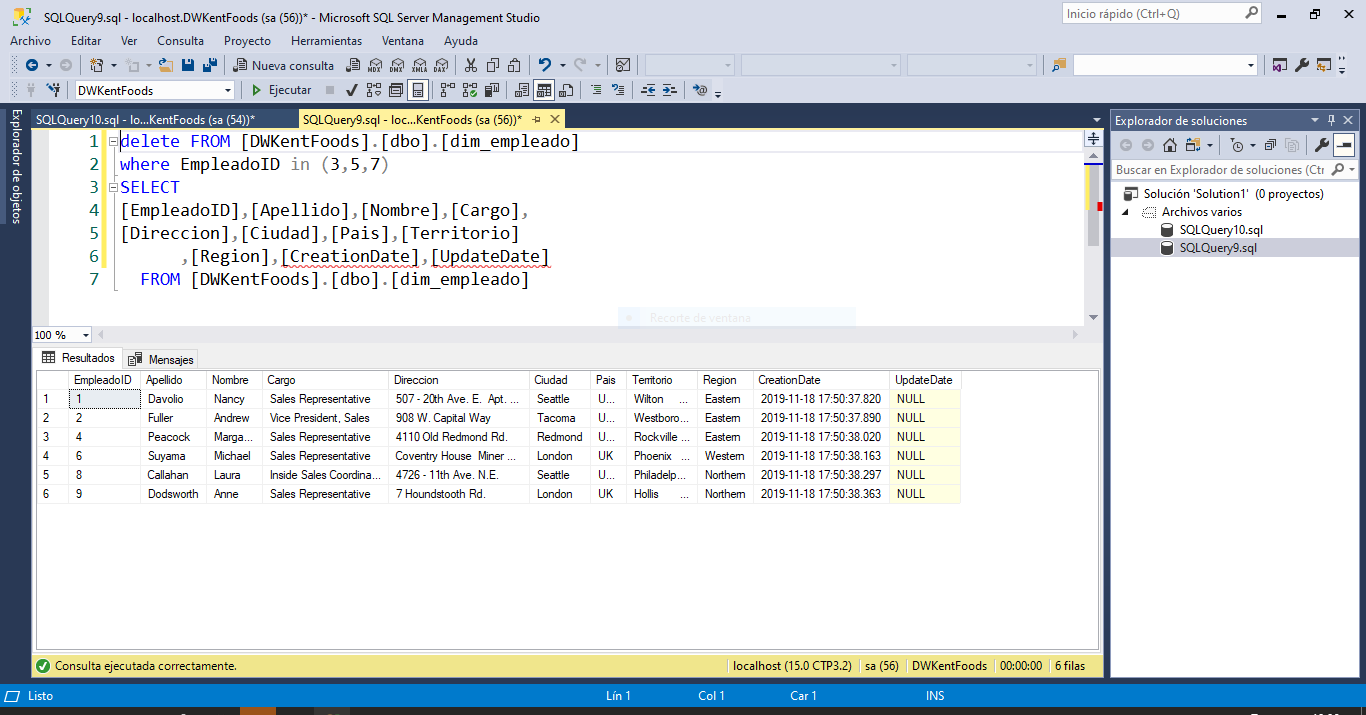 SQLQuery9.sql - localhost.DWKentFoods (sa (56))* - Microsoft SQL Server Management Studio
Inicio rápido (Ctrl+Q)
Archivo Editar Ver Consulta Proyecto Herramientas Ventana Ayuda
Nueva consulta MDX DMX XMLA DAX
DWKentFoods Ejecutar
Explorador de objetos
SQLQuery10.sql - lo...KentFoods (sa (54))* SQLQuery9.sql - loc...KentFoods (sa (56))*
1 delete FROM [DWKentFoods].[dbo].[dim_empleado]
2 where EmpleadoID in (3,5,7)
3 SELECT
4 [EmpleadoID],[Apellido],[Nombre],[Cargo],
5 [Direccion],[Ciudad],[Pais],[Territorio]
6 ,[Region],[CreationDate],[UpdateDate]
7 FROM [DWKentFoods].[dbo].[dim_empleado]
Recorte de ventana
100 %
Resultados Mensajes
EmpleadoID Apellido Nombre Cargo Direccion Ciudad Pais Territorio Region CreationDate UpdateDate
1 1 Davolio Nancy Sales Representative 507 - 20th Ave. E. Apt. ... Seattle U... Wilton ... Eastern 2019-11-18 17:50:37.820 NULL
2 2 Fuller Andrew Vice President, Sales 908 W. Capital Way Tacoma U... Westboro... Eastern 2019-11-18 17:50:37.890 NULL
3 4 Peacock Marga... Sales Representative 4110 Old Redmond Rd. Redmond U... Rockville ... Eastern 2019-11-18 17:50:38.020 NULL
4 6 Suyama Michael Sales Representative Coventry House Miner ... London UK Phoenix ... Western 2019-11-18 17:50:38.163 NULL
5 8 Callahan Laura Inside Sales Coordina... 4726 - 11th Ave. N.E. Seattle U... Philadelp... Northern 2019-11-18 17:50:38.297 NULL
6 9 Dodsworth Anne Sales Representative 7 Houndstooth Rd. London UK Hollis ... Northern 2019-11-18 17:50:38.363 NULL
Consulta ejecutada correctamente. localhost (15.0 CTP3.2) sa (56) DWKentFoods 00:00:00 6 filas
Explorador de soluciones
Buscar en Explorador de soluciones (Ctr
Solución 'Solution1' (0 proyectos)
Archivos varios
SQLQuery10.sql
SQLQuery9.sql
Listo Lín 1 Col 1 Car 1 INS